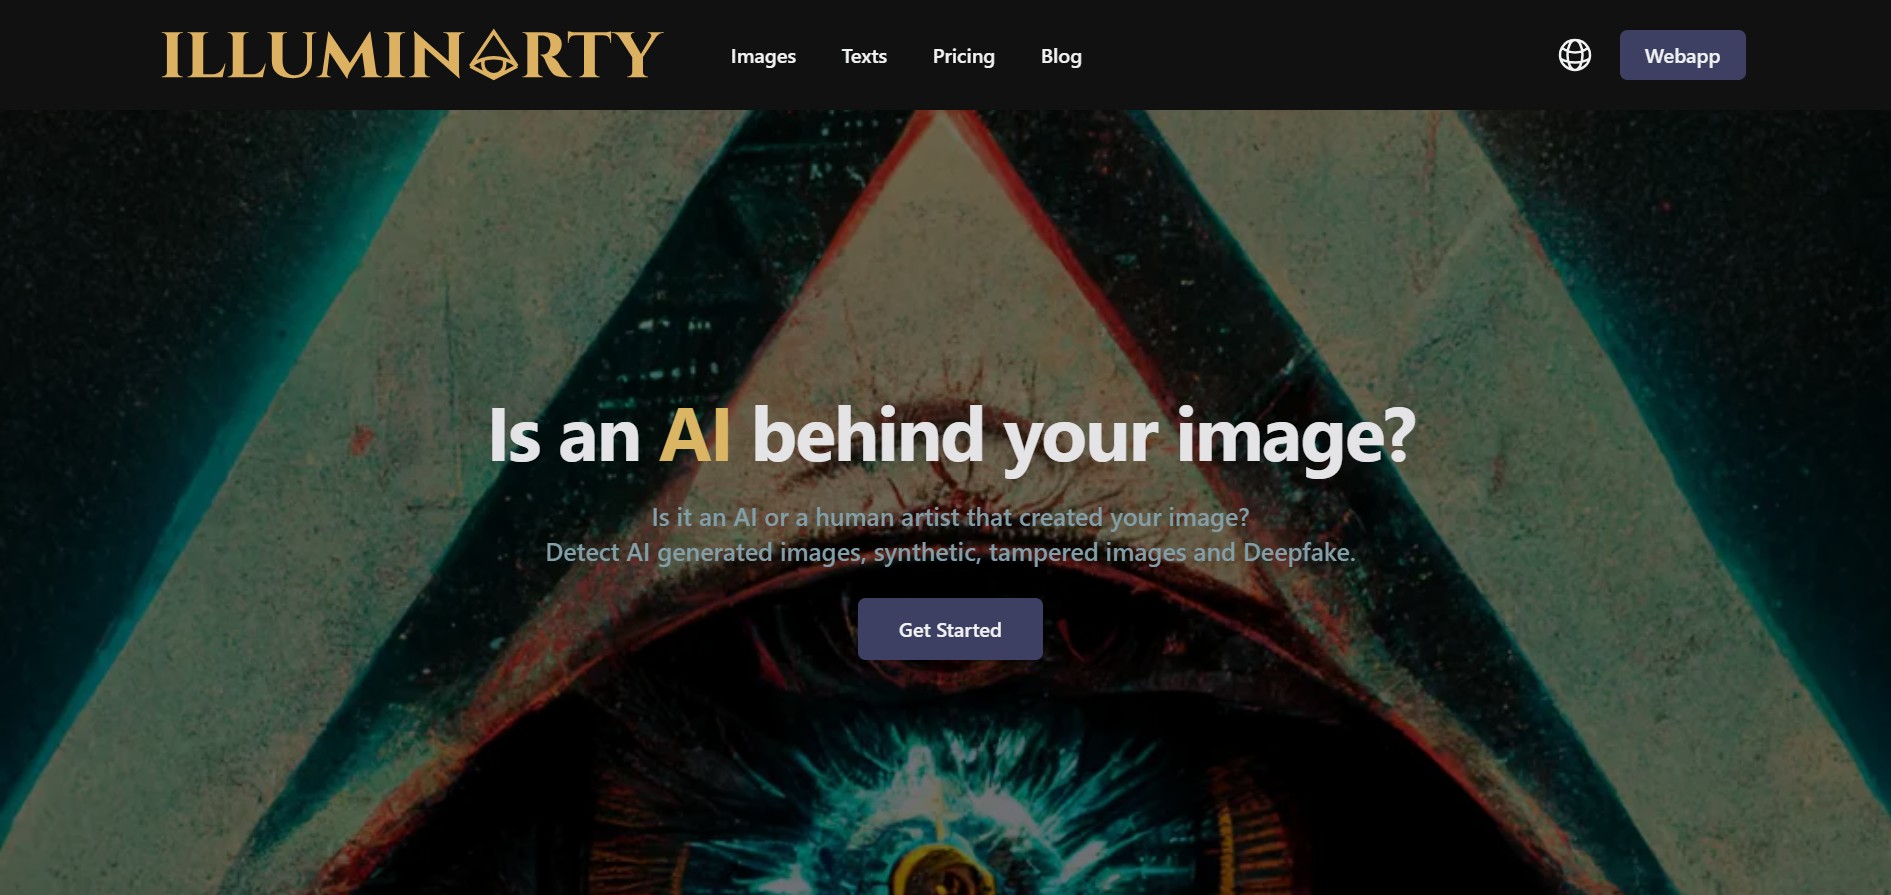 ILLUMINARTY
Images
Texts
Pricing
Blog
Webapp
Is an AI behind your image?
Is it an AI or a human artist that created your image?
Detect AI generated images, synthetic, tampered images and Deepfake.
Get Started